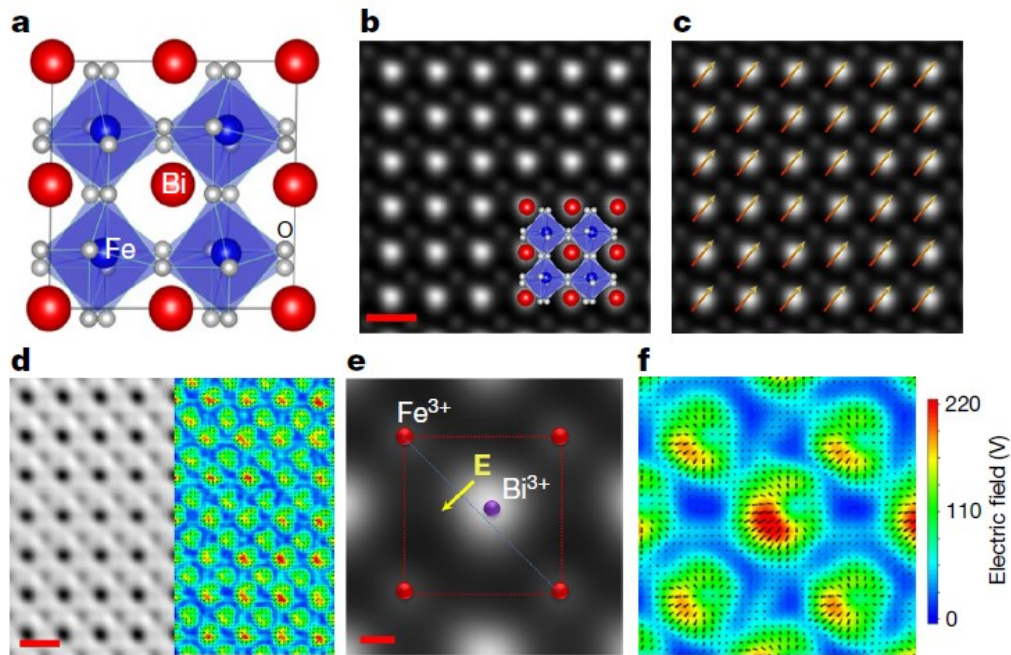 a
b
c
Bi
O
Fe
d
e
f
Fe³⁺
E
Bi³⁺
220
110
0
Electric field (V)